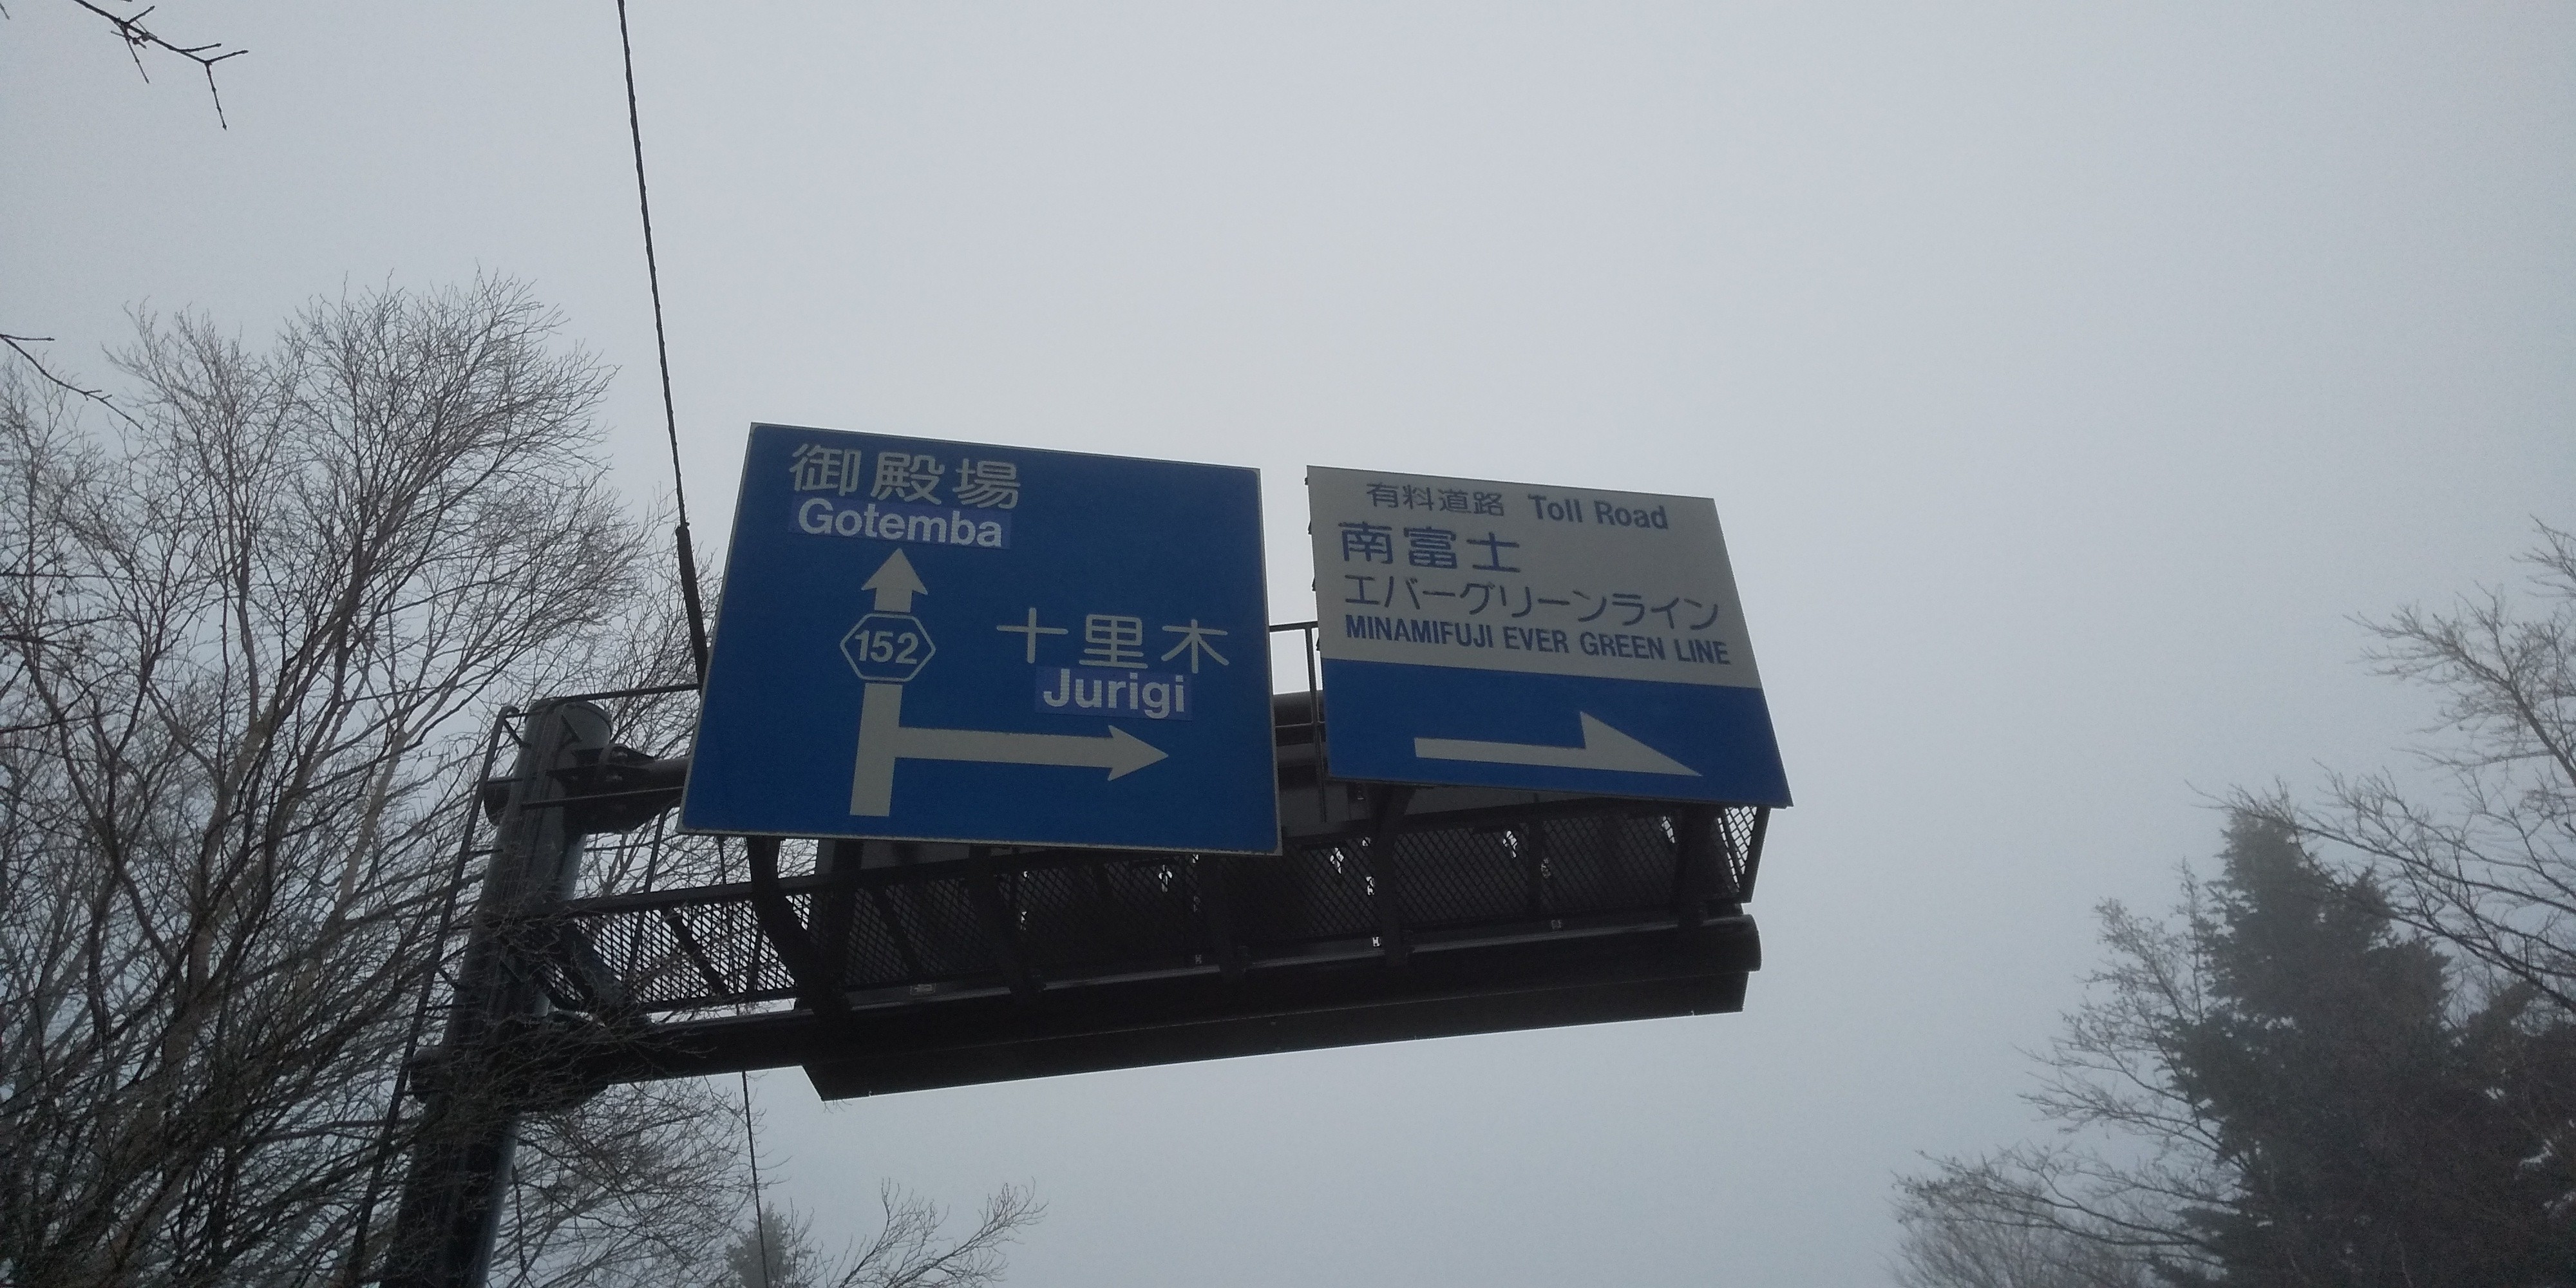 御殿場
Gotemba
152
十里木
Jurigi
有料道路 Toll Road
南富士
エバーグリーンライン
MINAMIFUJI EVER GREEN LINE